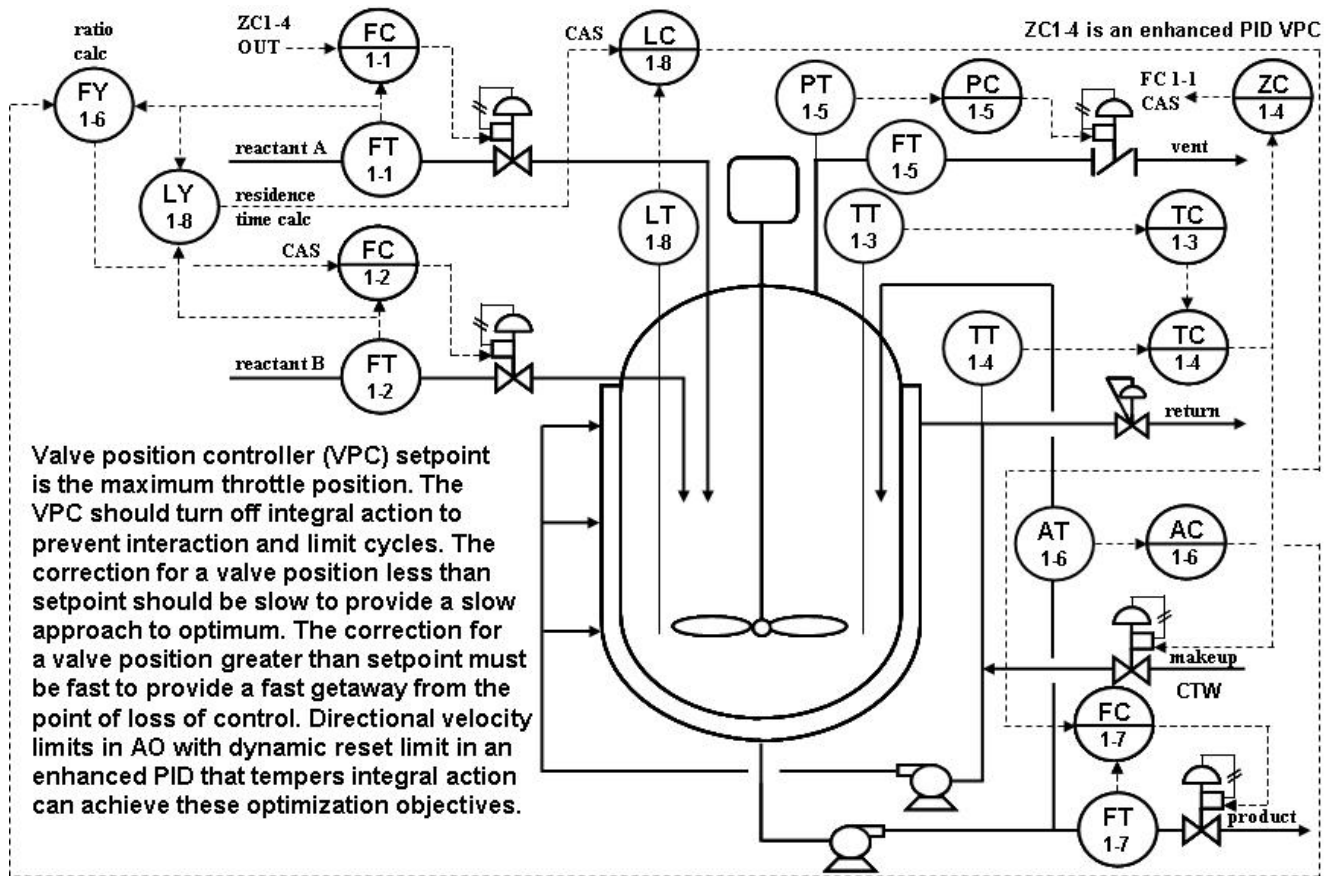 ratio
calc
ZC1-4
OUT
FC
1-1
CAS
LC
1-8
ZC1-4 is an enhanced PID VPC
FY
1-6
PT
1-5
PC
1-5
FC 1-1
CAS
ZC
1-4
reactant A
FT
1-1
FT
1-5
vent
LY
1-8
residence
time calc
LT
1-8
TT
1-3
TC
1-3
CAS
FC
1-2
TT
1-4
TC
1-4
reactant B
FT
1-2
return
Valve position controller (VPC) setpoint
is the maximum throttle position. The
VPC should turn off integral action to
prevent interaction and limit cycles. The
correction for a valve position less than
setpoint should be slow to provide a slow
approach to optimum. The correction for
a valve position greater than setpoint must
be fast to provide a fast getaway from the
point of loss of control. Directional velocity
limits in AO with dynamic reset limit in an
enhanced PID that tempers integral action
can achieve these optimization objectives.
AT
1-6
AC
1-6
makeup
CTW
FC
1-7
FT
1-7
product